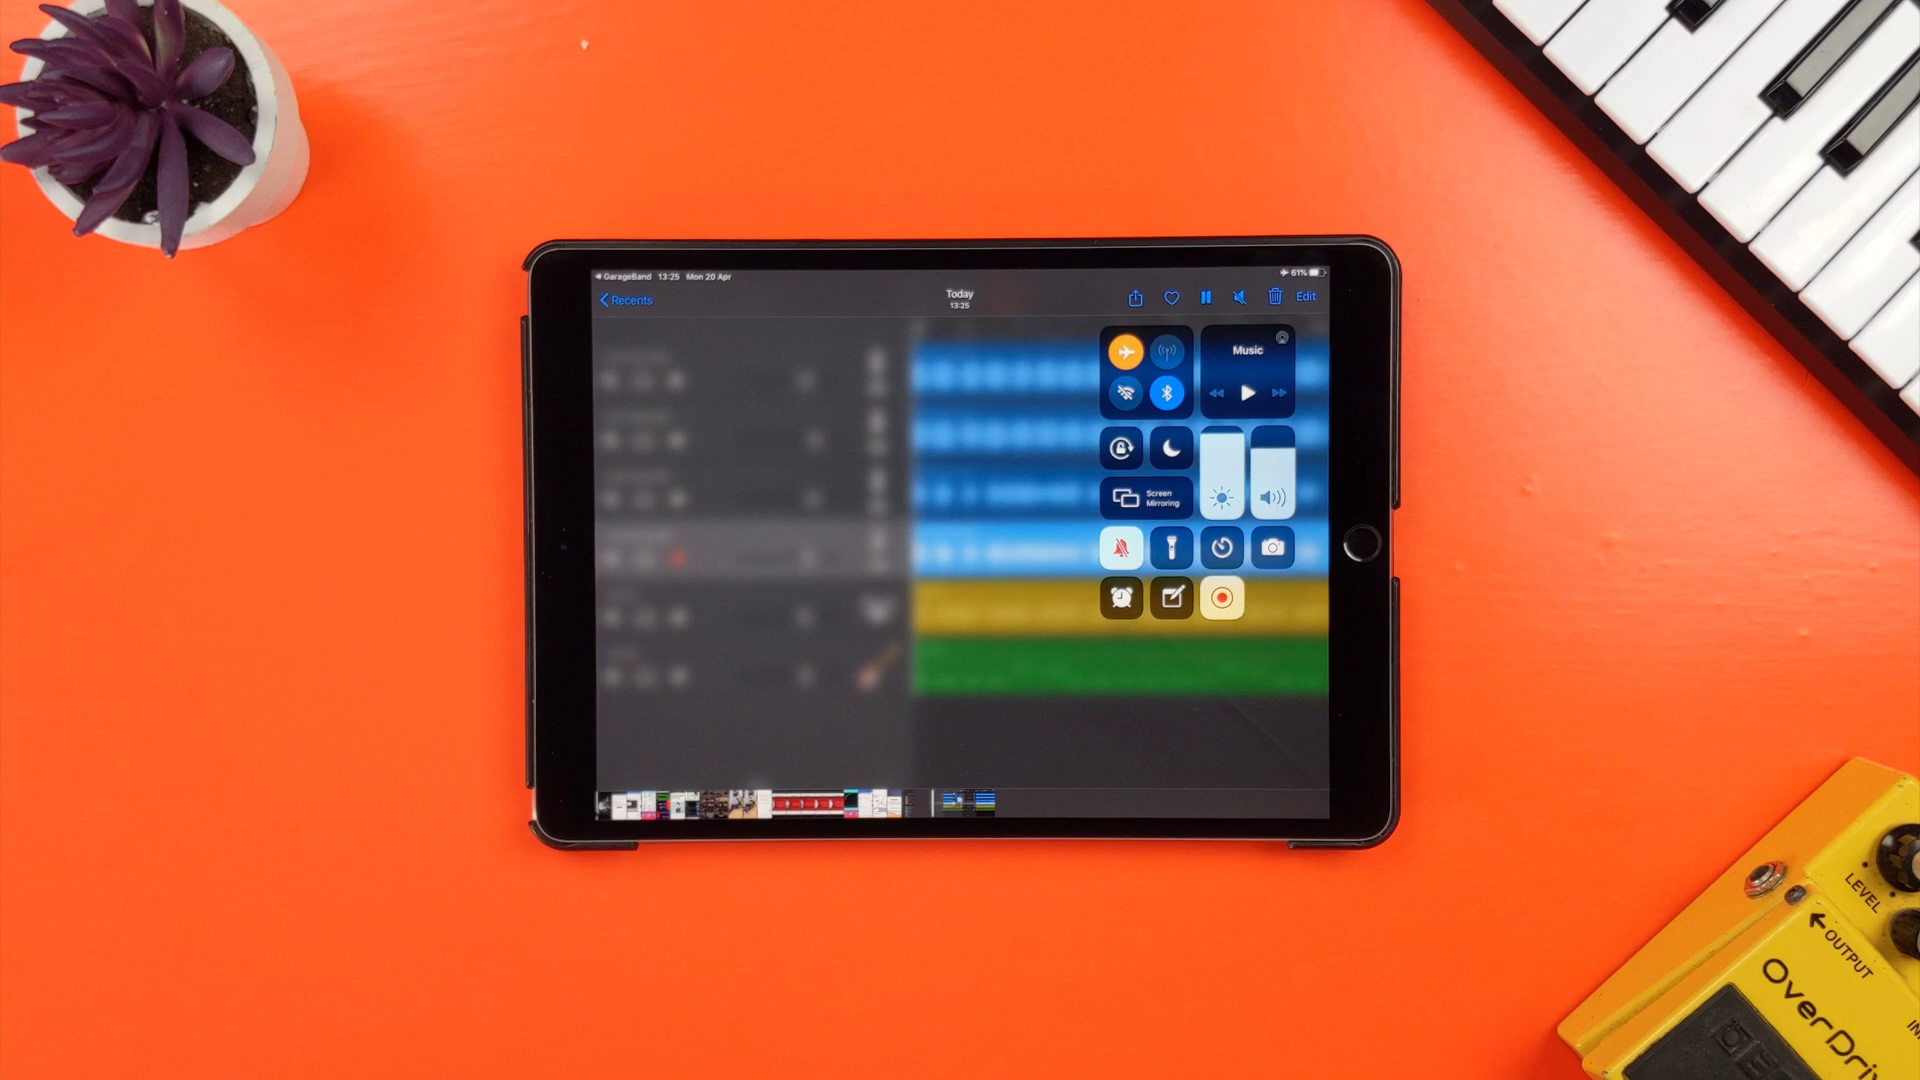 GarageBand 13:25 Mon 20 Apr
61%
Recents
Today
13:25
Edit
Music
Screen
Mirroring
LEVEL
OUTPUT
OverDri